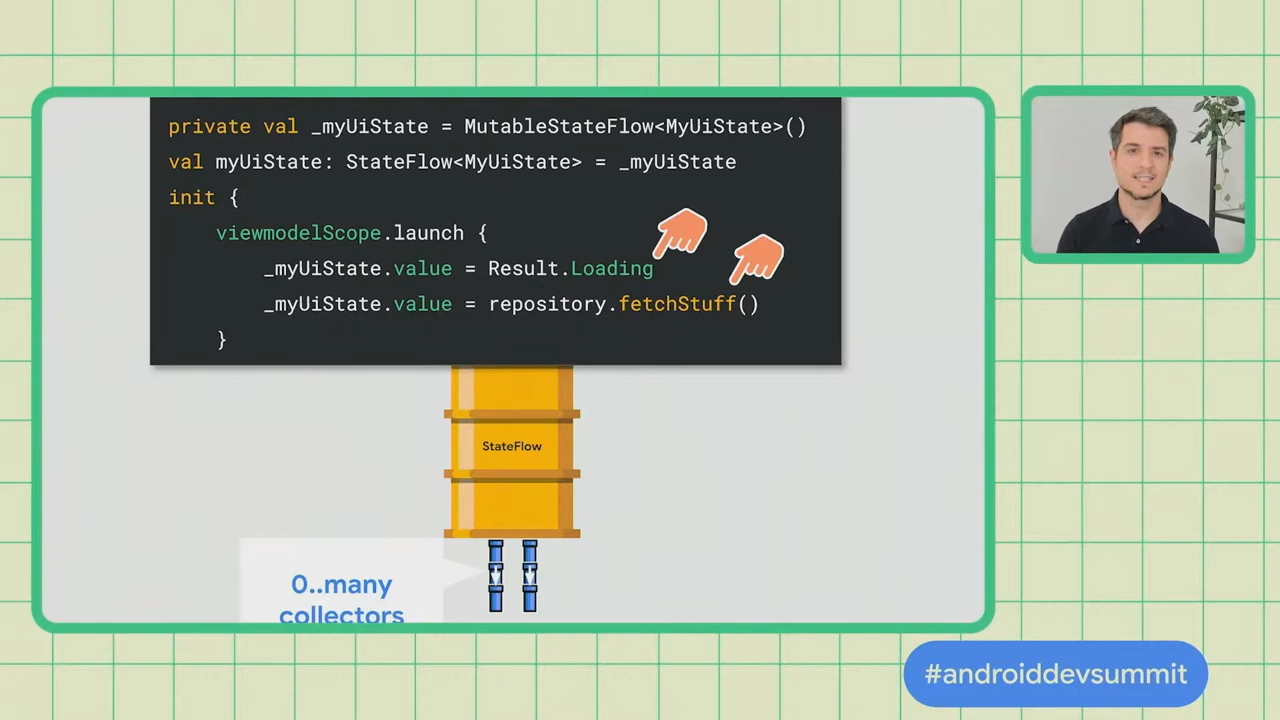 private val _myUiState = MutableStateFlow<MyUiState>()
val myUiState: StateFlow<MyUiState> = _myUiState
init {
    viewmodelScope.launch {
        _myUiState.value = Result.Loading
        _myUiState.value = repository.fetchStuff()
    }
StateFlow
0..many
collectors
#androiddevsummit